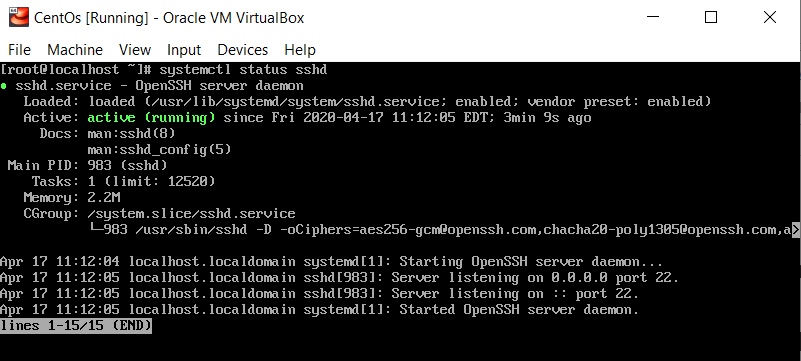 CentOs [Running] - Oracle VM VirtualBox
File Machine View Input Devices Help
[root@localhost ~]# systemctl status sshd
● sshd.service - OpenSSH server daemon
Loaded: loaded (/usr/lib/systemd/system/sshd.service; enabled; vendor preset: enabled)
Active: active (running) since Fri 2020-04-17 11:12:05 EDT; 3min 9s ago
Docs: man:sshd(8)
man:sshd_config(5)
Main PID: 983 (sshd)
Tasks: 1 (limit: 12520)
Memory: 2.2M
CGroup: /system.slice/sshd.service
└─983 /usr/sbin/sshd -D -oCiphers=aes256-gcm@openssh.com,chacha20-poly1305@openssh.com,a>
Apr 17 11:12:04 localhost.localdomain systemd[1]: Starting OpenSSH server daemon...
Apr 17 11:12:05 localhost.localdomain sshd[983]: Server listening on 0.0.0.0 port 22.
Apr 17 11:12:05 localhost.localdomain sshd[983]: Server listening on :: port 22.
Apr 17 11:12:05 localhost.localdomain systemd[1]: Started OpenSSH server daemon.
lines 1-15/15 (END)